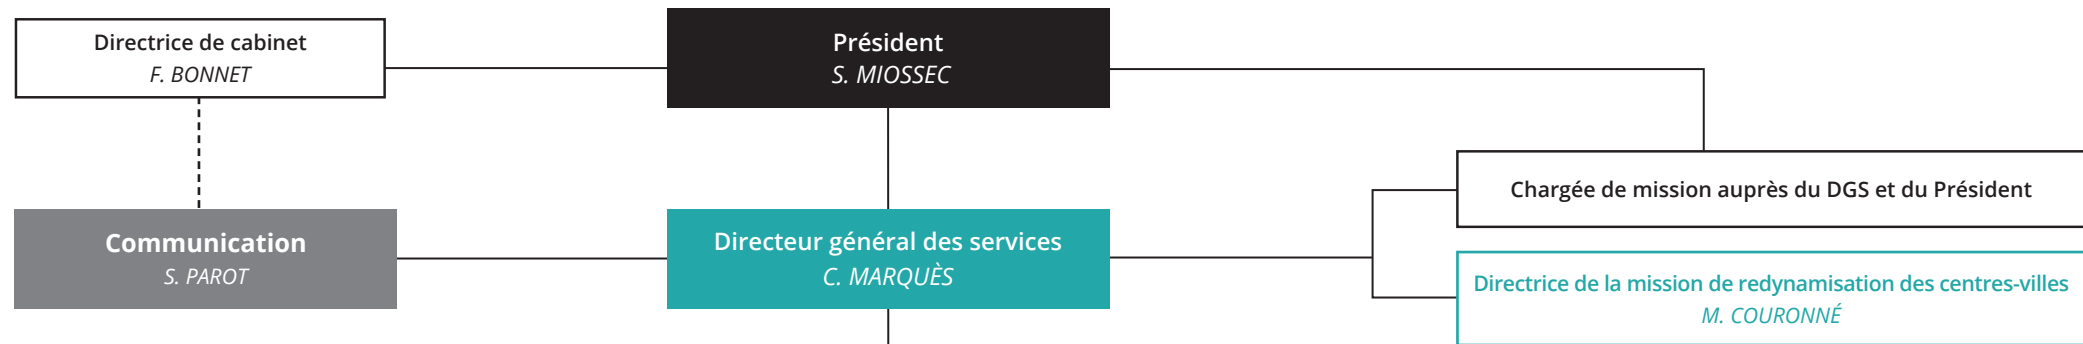 Directrice de cabinet
F. BONNET
Président
S. MIOSSEC
Chargée de mission auprès du DGS et du Président
Communication
S. PAROT
Directeur général des services
C. MARQUÈS
Directrice de la mission de redynamisation des centres-villes
M. COURONNÉ